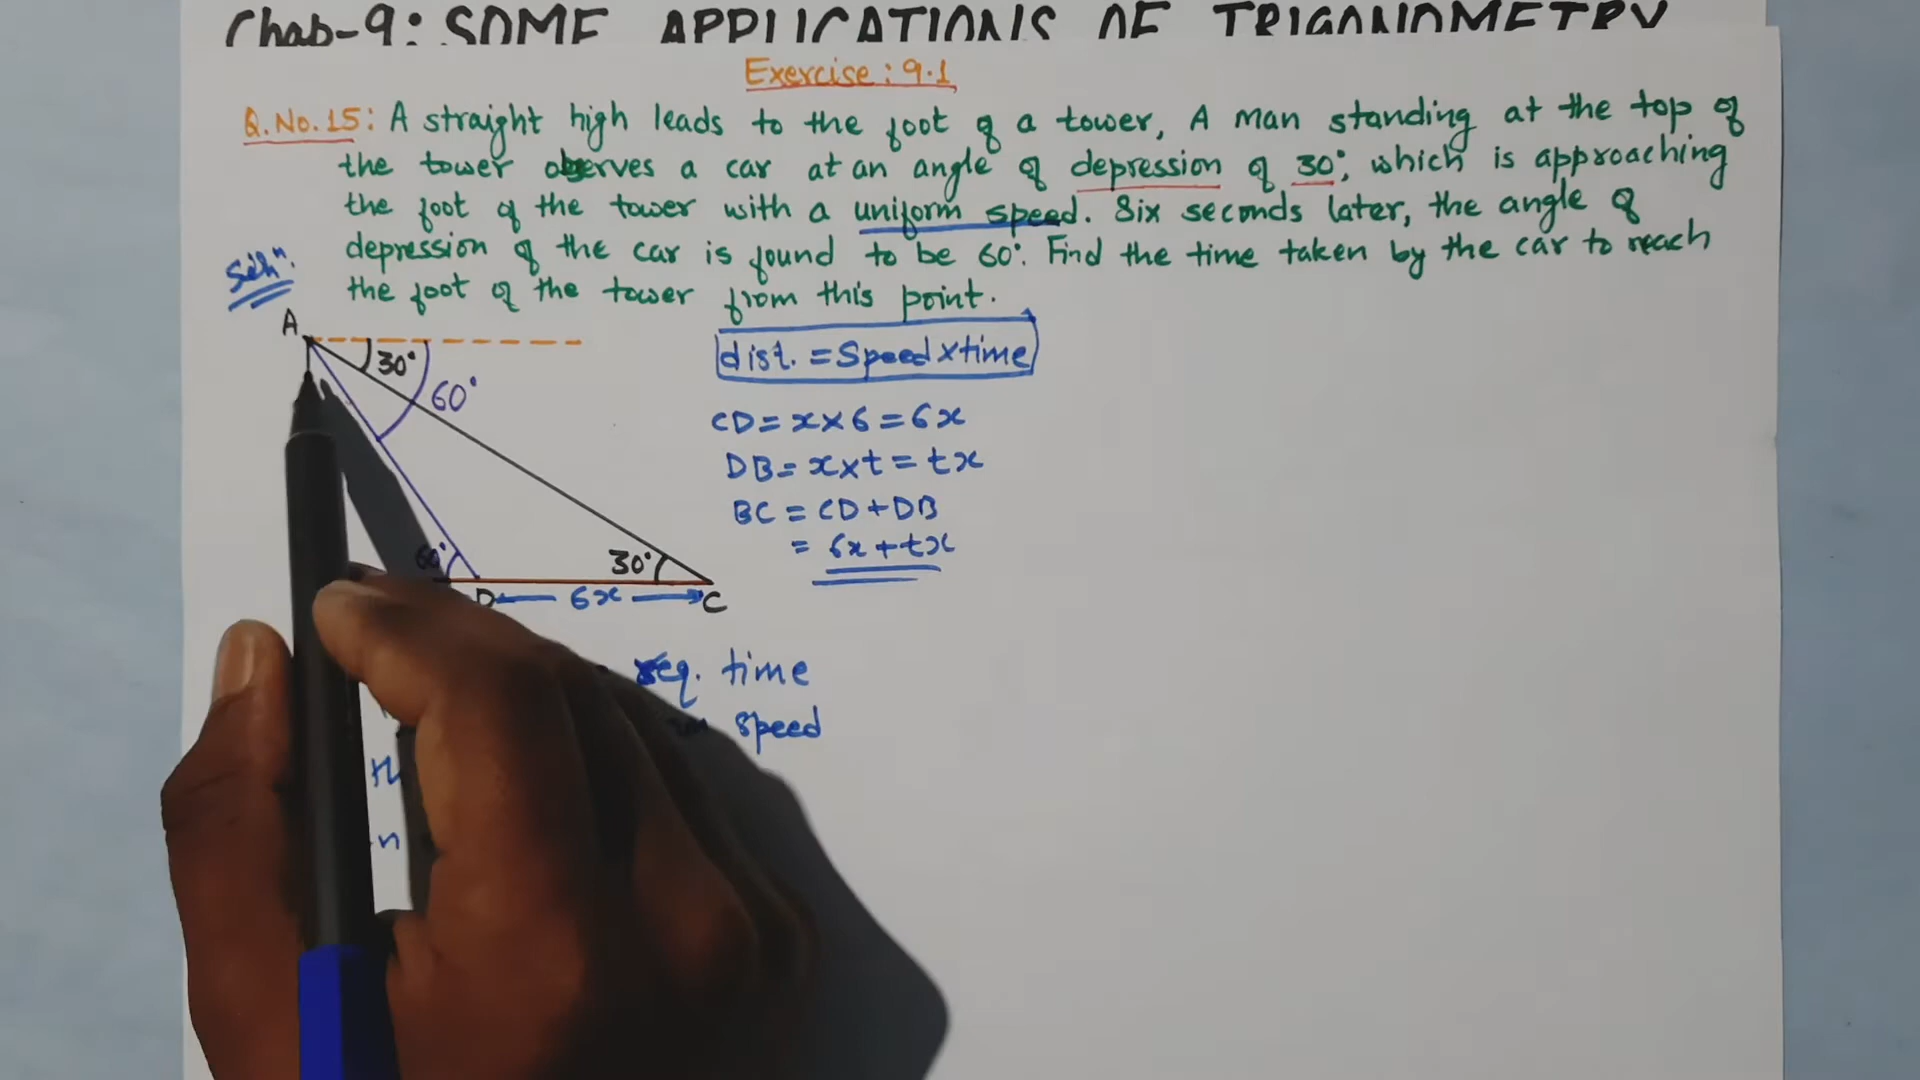 Chap-9: SOME APPLICATIONS OF TRIGONOMETRY
Exercise: 9.1
Q.No.15: A straight high leads to the foot of a tower, A man standing at the top of
the tower observes a car at an angle of depression of 30°, which is approaching
the foot of the tower with a uniform speed. Six seconds later, the angle of
depression of the car is found to be 60°. Find the time taken by the car to reach
the foot of the tower from this point.
Soln.
A
30°
60°
60°
30°
D
6x
C
dist. = Speed x time
CD = x x 6 = 6x
DB = x x t = tx
BC = CD + DB
= 6x + tx
req. time
speed